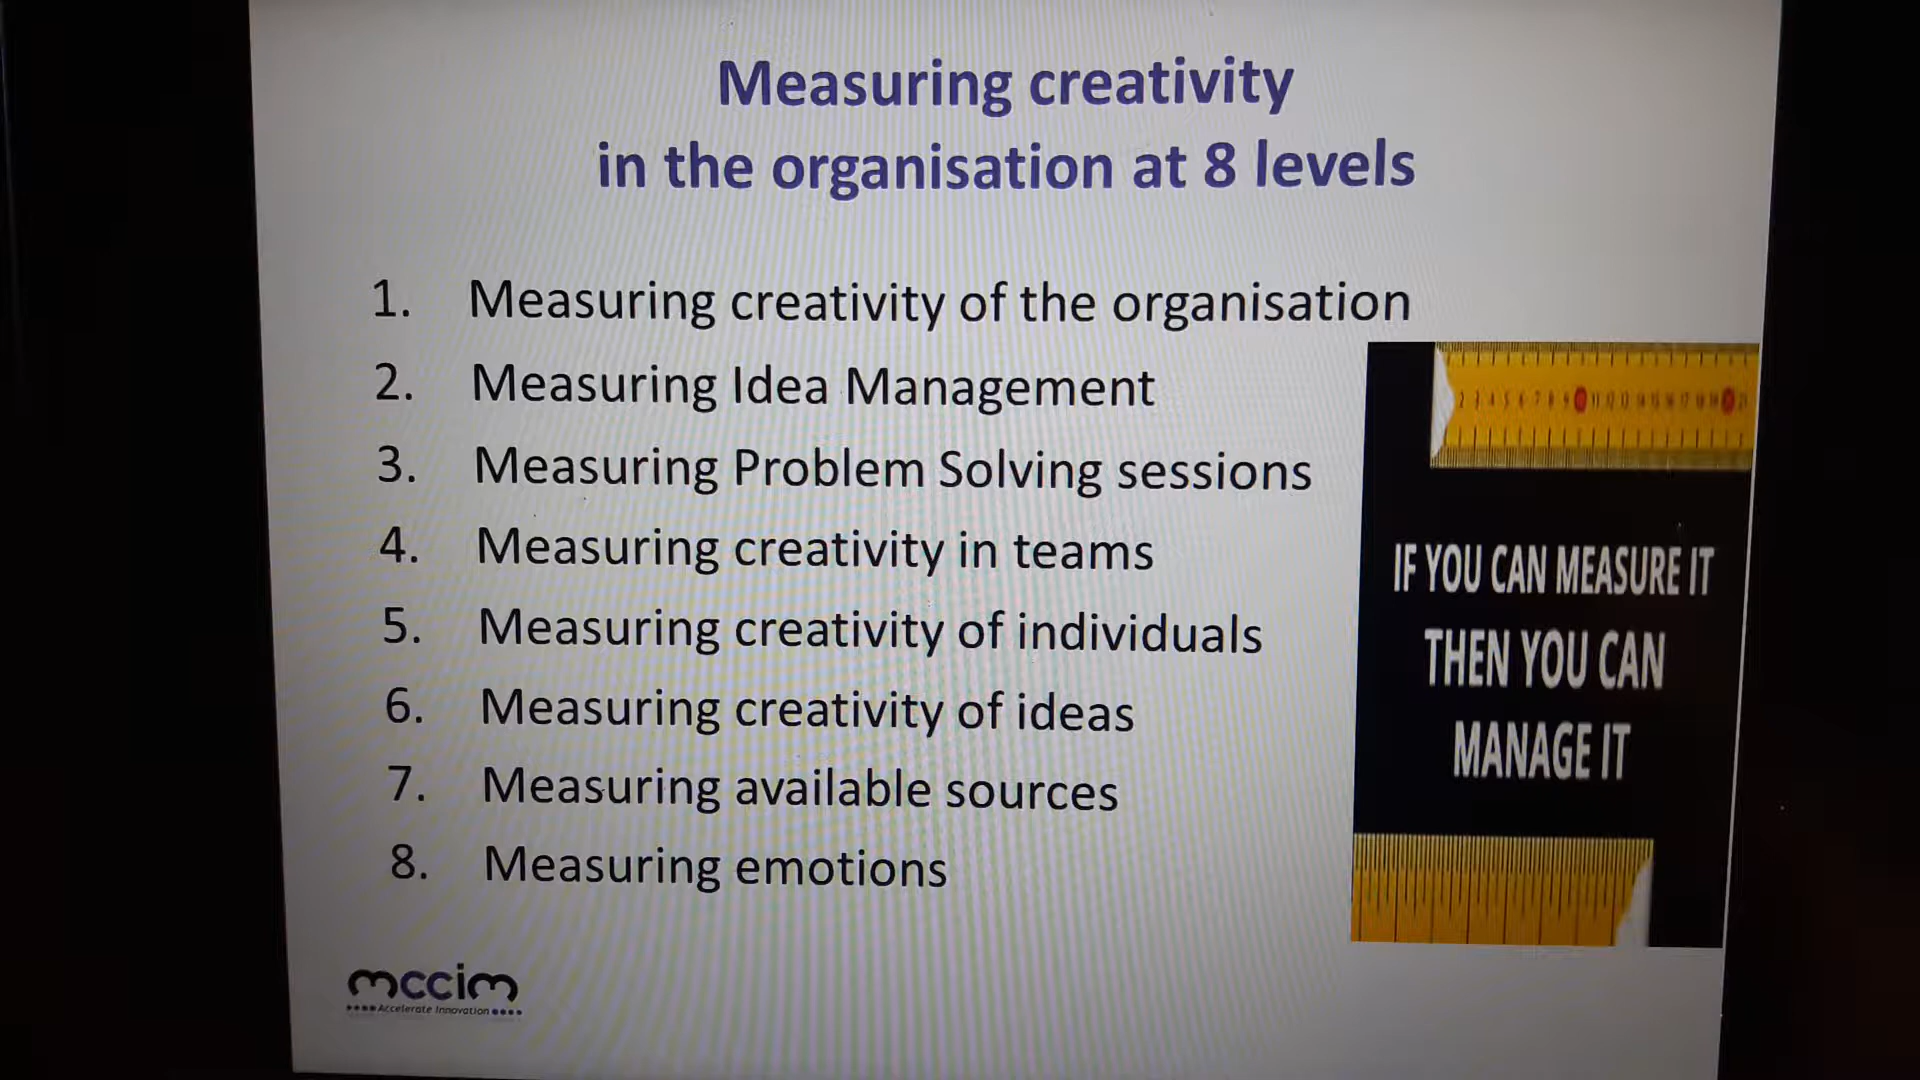 Measuring creativity
in the organisation at 8 levels
1. Measuring creativity of the organisation
2. Measuring Idea Management
3. Measuring Problem Solving sessions
4. Measuring creativity in teams
5. Measuring creativity of individuals
6. Measuring creativity of ideas
7. Measuring available sources
8. Measuring emotions
IF YOU CAN MEASURE IT
THEN YOU CAN
MANAGE IT
mccim
Accelerate Innovation